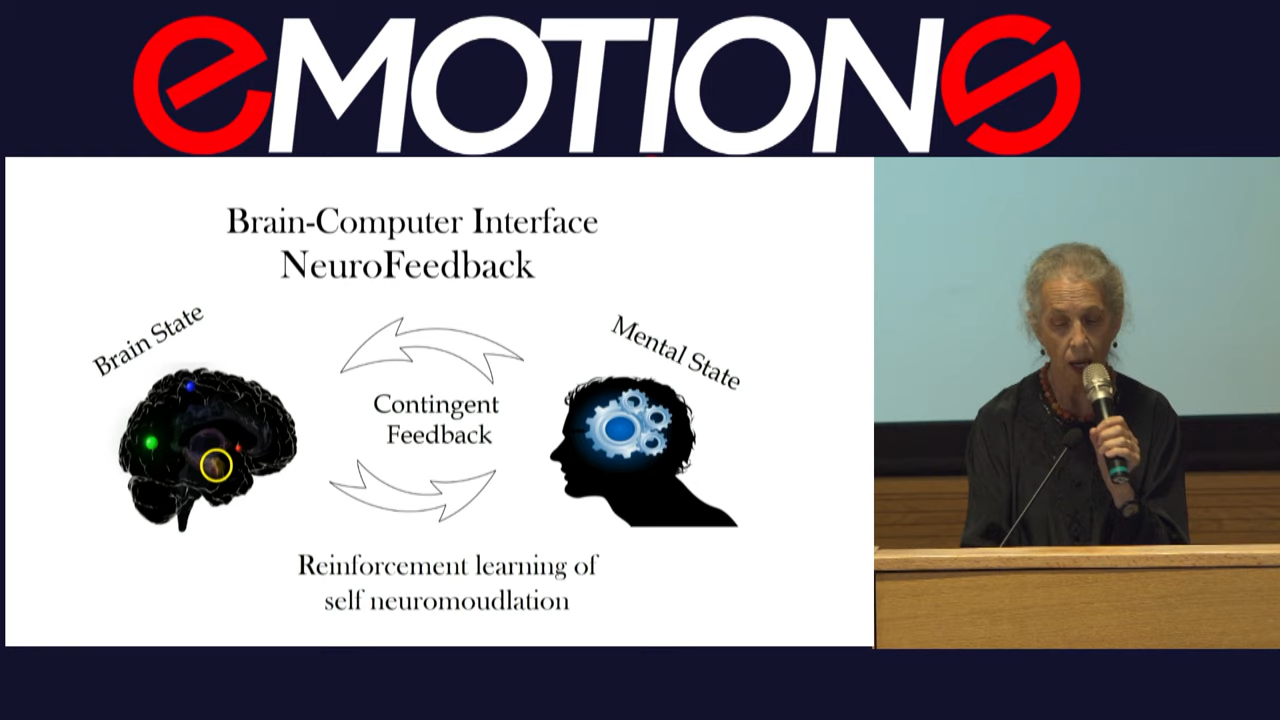 eMOTIONS
Brain-Computer Interface
NeuroFeedback
Brain State
Mental State
Contingent
Feedback
Reinforcement learning of
self neuromoudlation